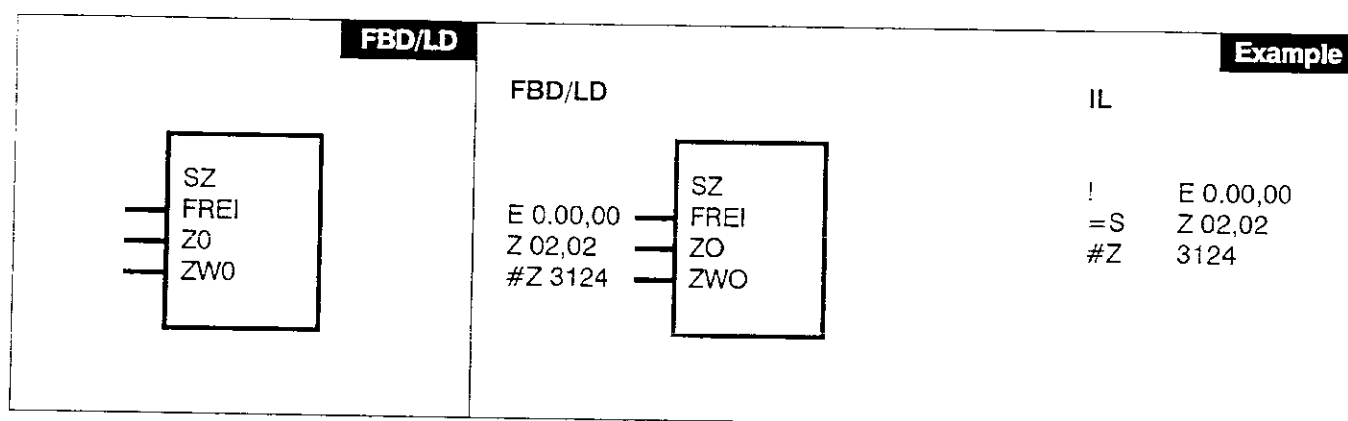 FBD/LD
SZ
FREI
Z0
ZW0
Example
FBD/LD
E 0.00,00
Z 02,02
#Z 3124
SZ
FREI
ZO
ZWO
IL
! E 0.00,00
=S Z 02,02
#Z 3124